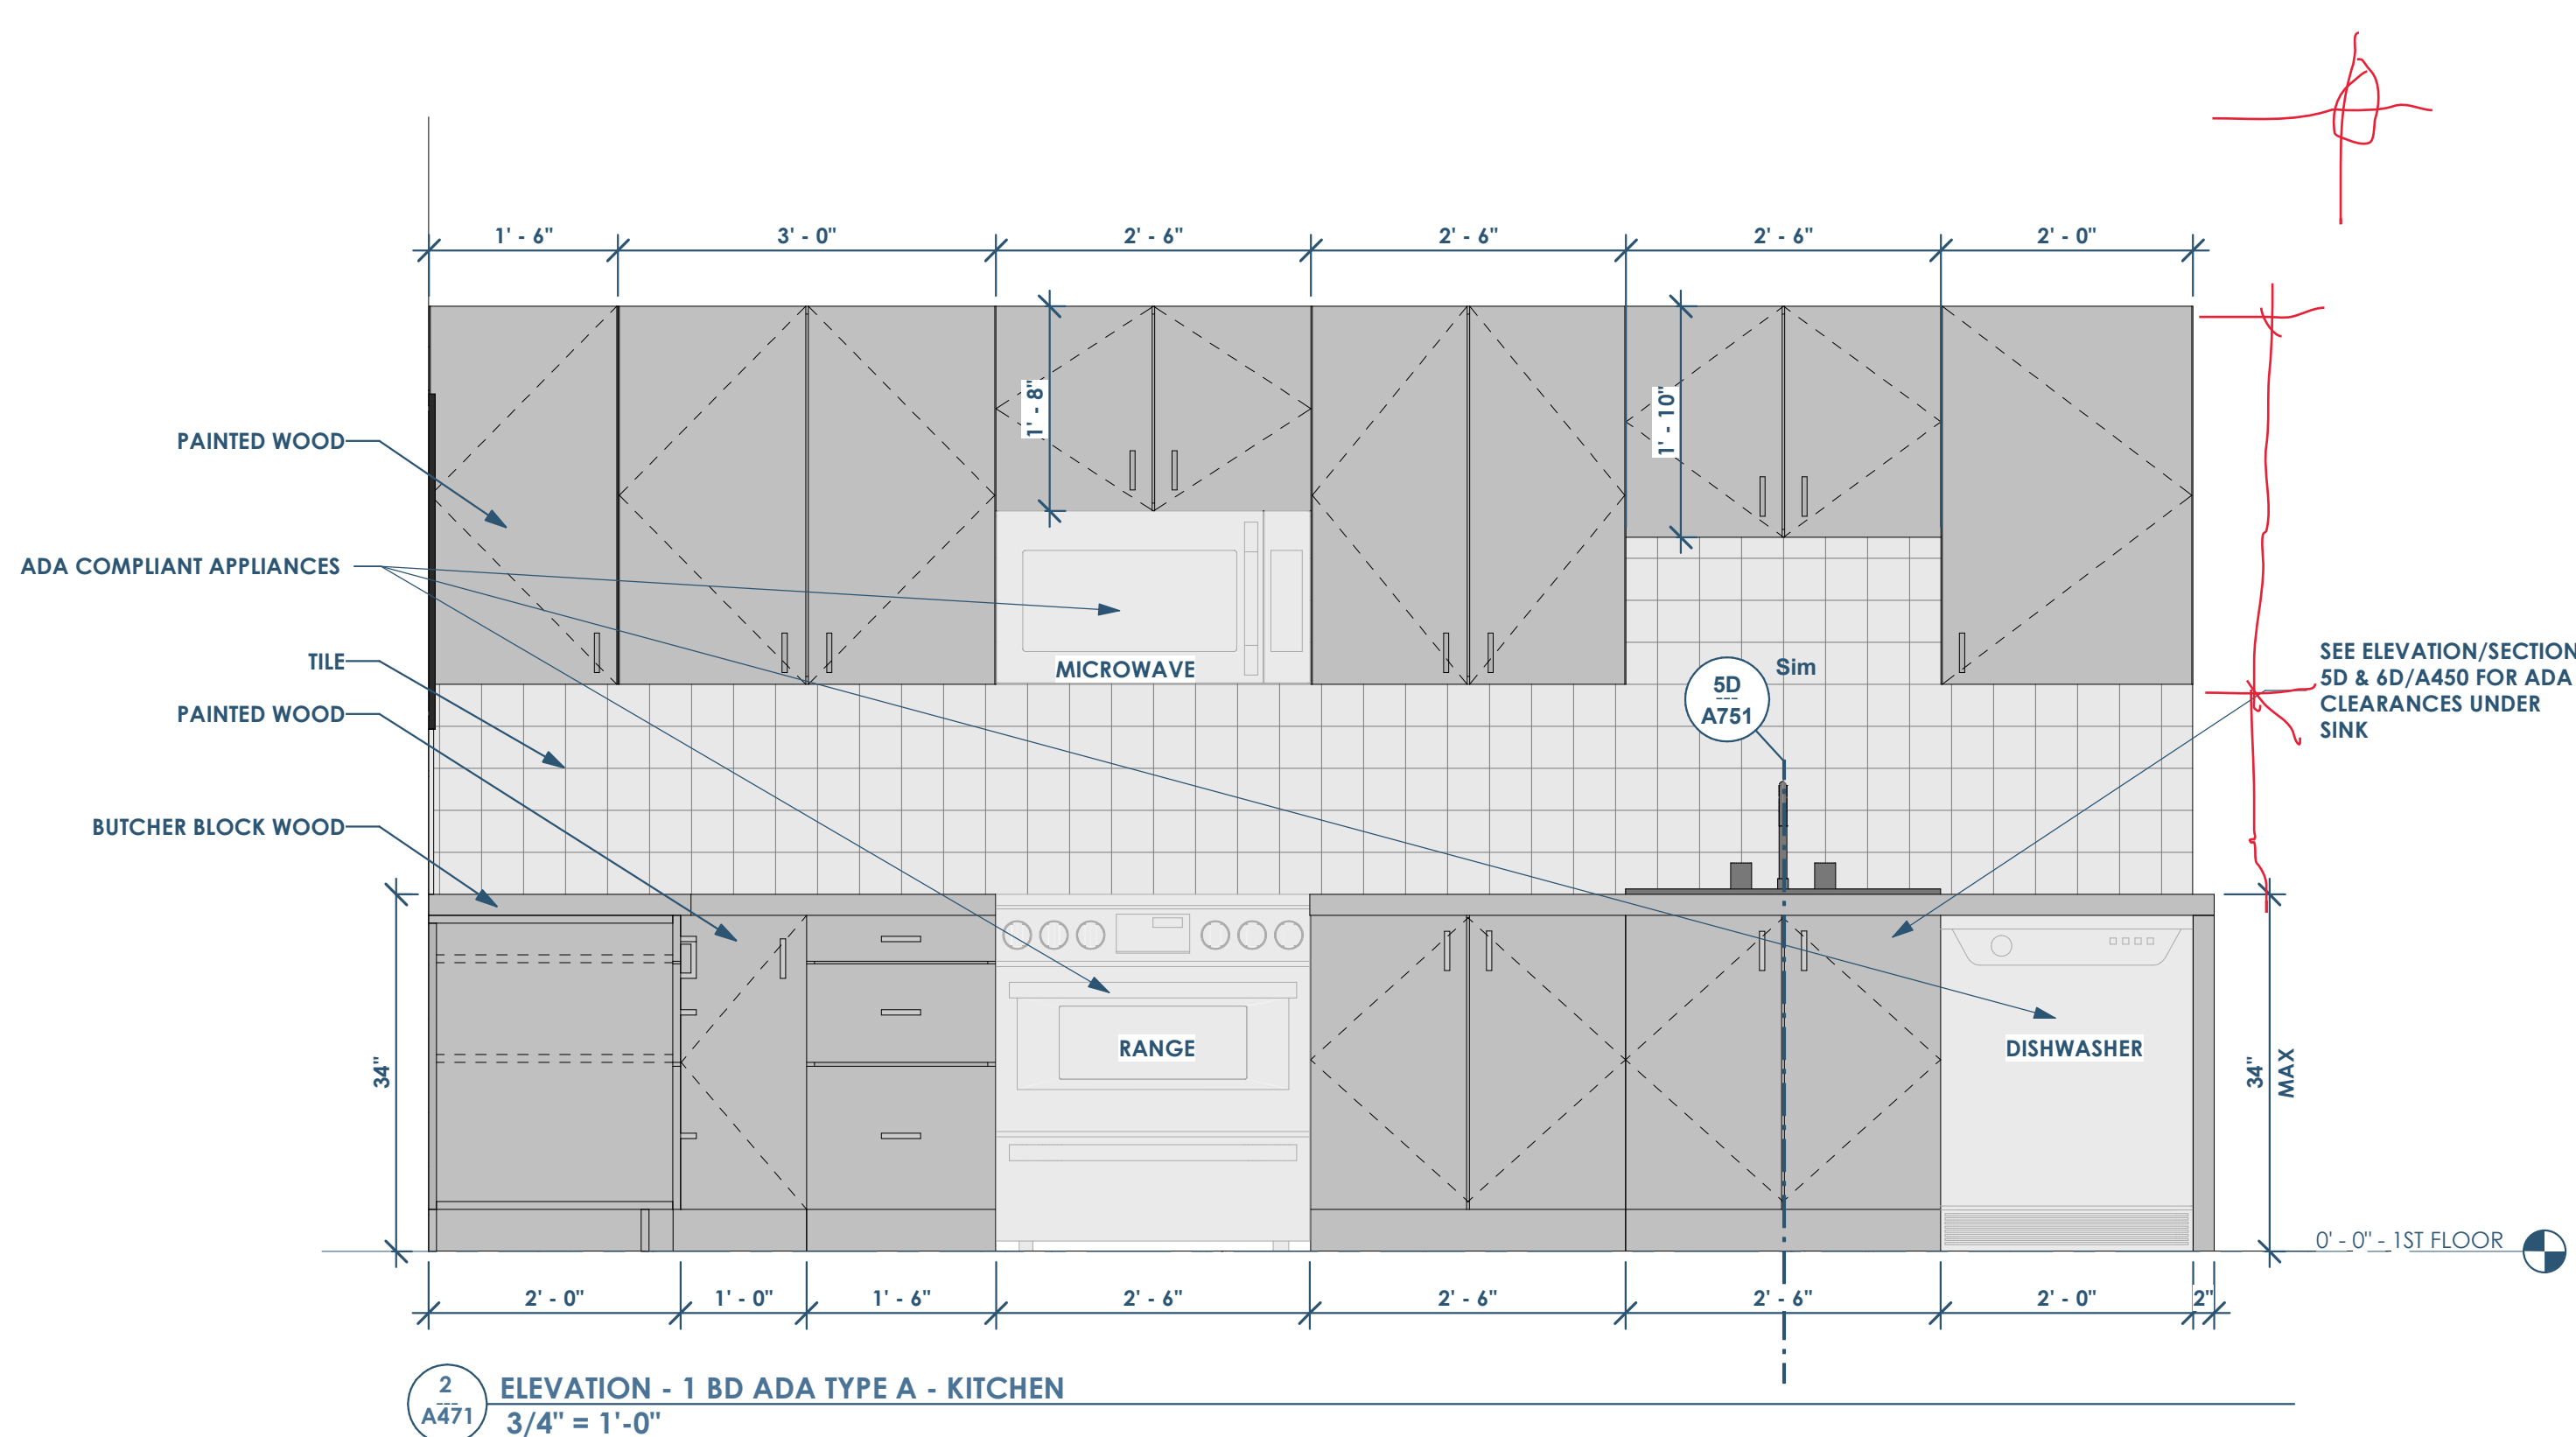 1' - 6"
3' - 0"
2' - 6"
2' - 6"
2' - 6"
2' - 0"
1' - 8"
1' - 10"
PAINTED WOOD
ADA COMPLIANT APPLIANCES
TILE
PAINTED WOOD
BUTCHER BLOCK WOOD
MICROWAVE
5D
A751
Sim
SEE ELEVATION/SECTION
5D & 6D/A450 FOR ADA
CLEARANCES UNDER
SINK
34"
RANGE
DISHWASHER
34"
MAX
0' - 0" - 1ST FLOOR
2' - 0"
1' - 0"
1' - 6"
2' - 6"
2' - 6"
2' - 6"
2' - 0"
2"
2
A471
ELEVATION - 1 BD ADA TYPE A - KITCHEN
3/4" = 1'-0"